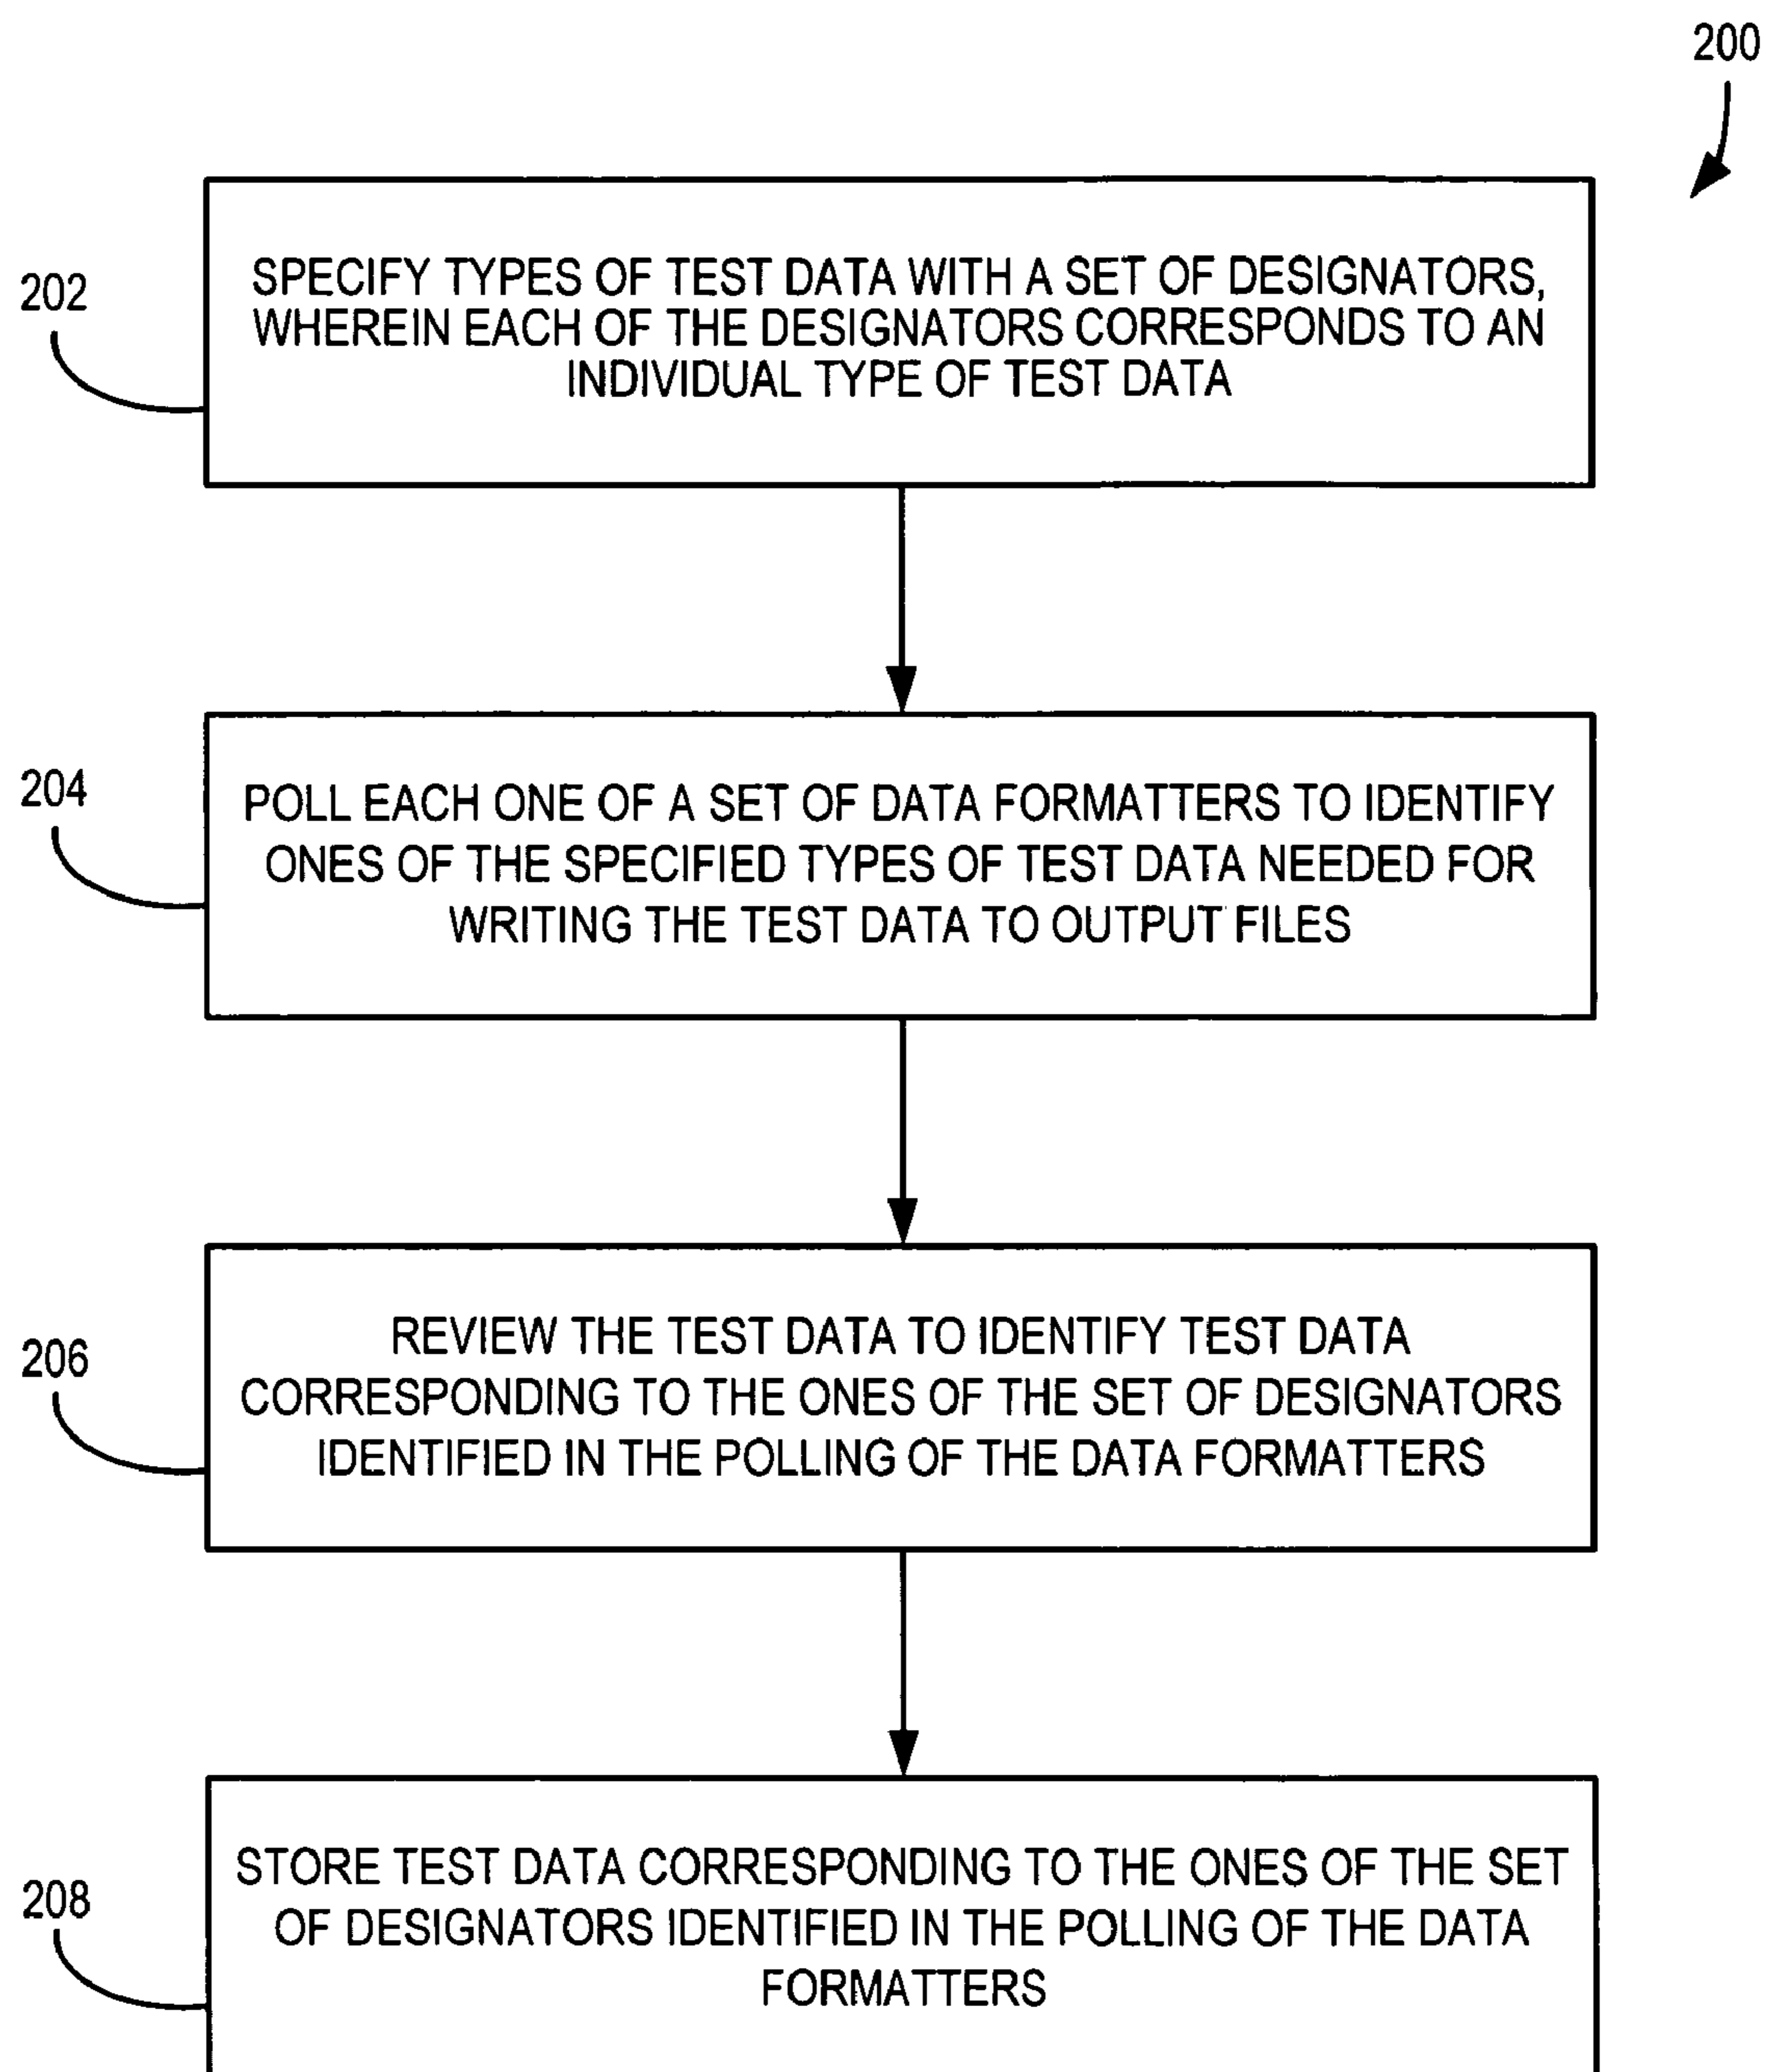 200
202
SPECIFY TYPES OF TEST DATA WITH A SET OF DESIGNATORS,
WHEREIN EACH OF THE DESIGNATORS CORRESPONDS TO AN
INDIVIDUAL TYPE OF TEST DATA
204
POLL EACH ONE OF A SET OF DATA FORMATTERS TO IDENTIFY
ONES OF THE SPECIFIED TYPES OF TEST DATA NEEDED FOR
WRITING THE TEST DATA TO OUTPUT FILES
206
REVIEW THE TEST DATA TO IDENTIFY TEST DATA
CORRESPONDING TO THE ONES OF THE SET OF DESIGNATORS
IDENTIFIED IN THE POLLING OF THE DATA FORMATTERS
208
STORE TEST DATA CORRESPONDING TO THE ONES OF THE SET
OF DESIGNATORS IDENTIFIED IN THE POLLING OF THE DATA
FORMATTERS